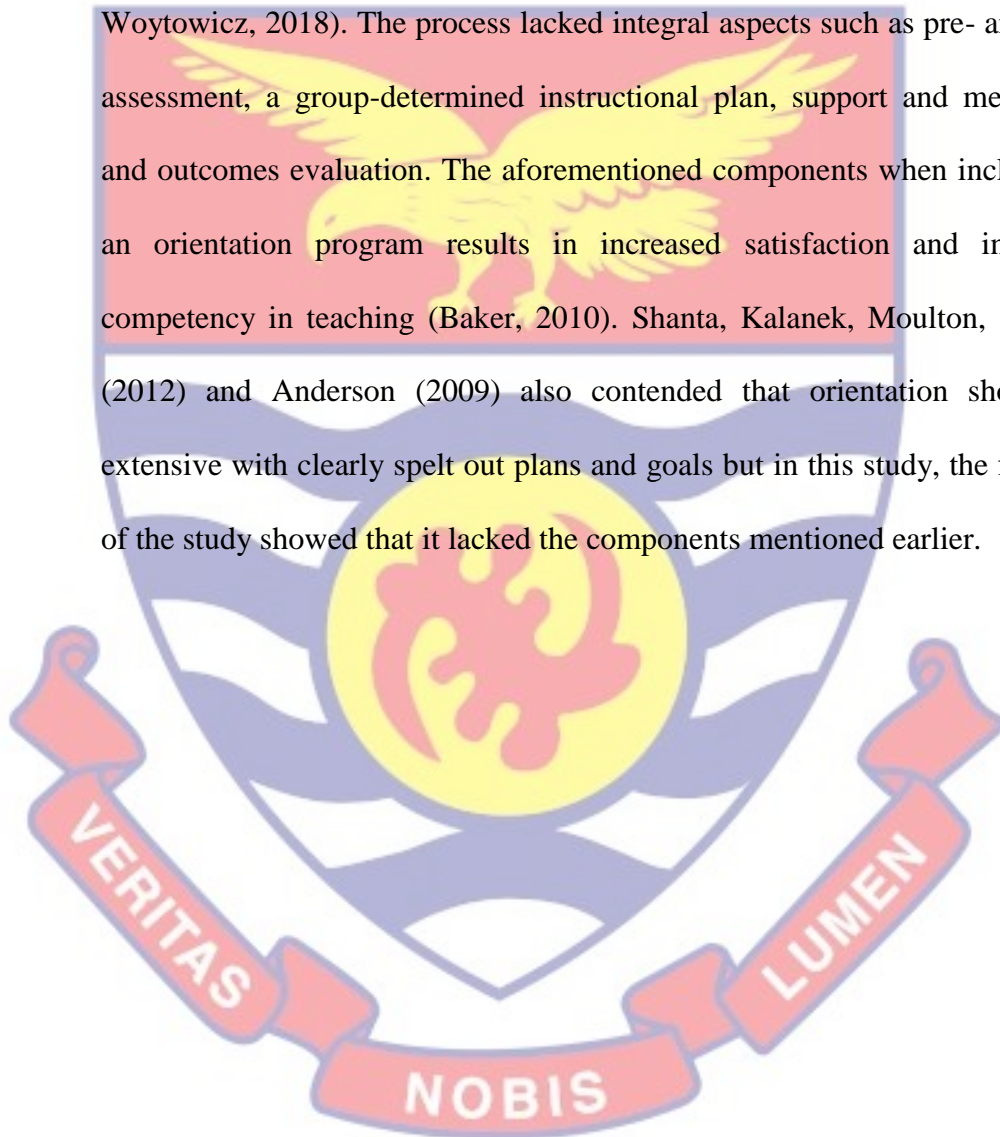 Woytowicz, 2018). The process lacked integral aspects such as pre- a
assessment, a group-determined instructional plan, support and me
and outcomes evaluation. The aforementioned components when incl
an orientation program results in increased satisfaction and in
competency in teaching (Baker, 2010). Shanta, Kalanek, Moulton,
(2012) and Anderson (2009) also contended that orientation sho
extensive with clearly spelt out plans and goals but in this study, the
of the study showed that it lacked the components mentioned earlier.
VERITAS
NOBIS
LUMEN